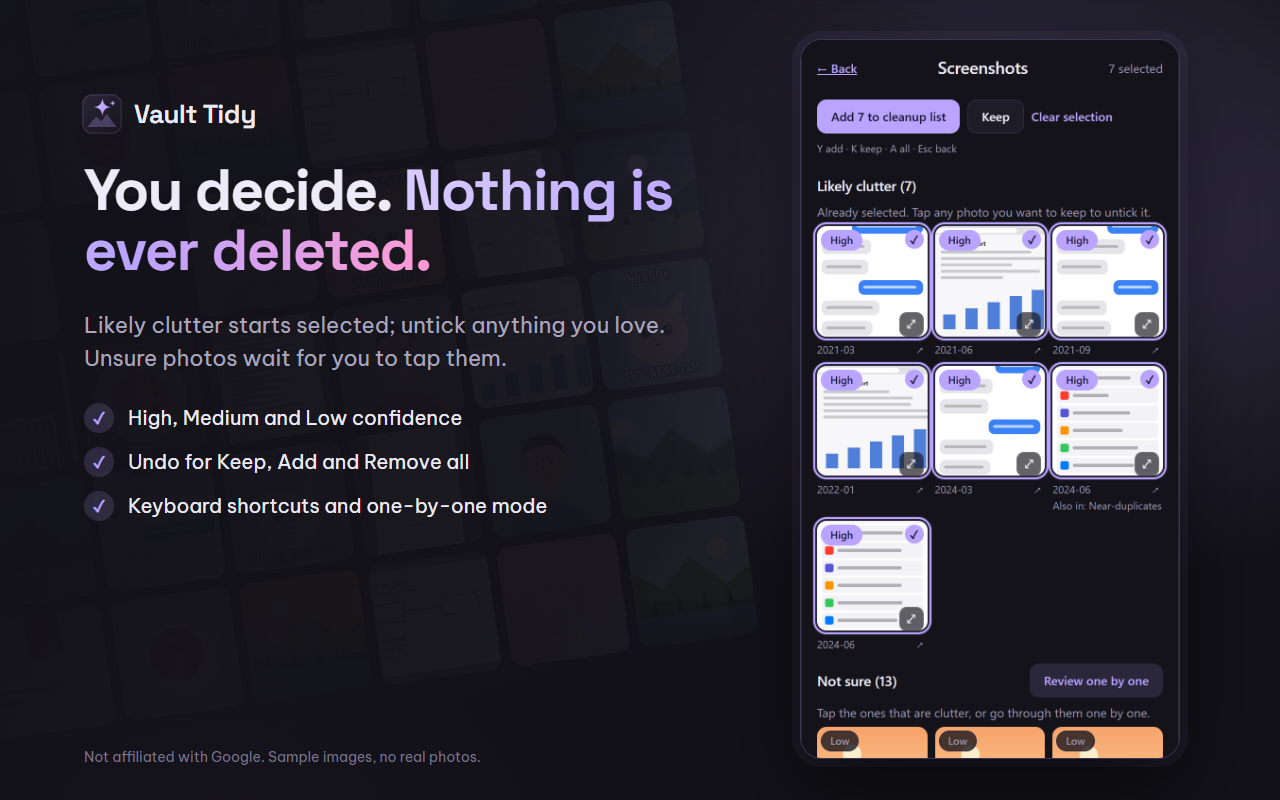 Vault Tidy
You decide. Nothing is
ever deleted.
Likely clutter starts selected; untick anything you love.
Unsure photos wait for you to tap them.
✓ High, Medium and Low confidence
✓ Undo for Keep, Add and Remove all
✓ Keyboard shortcuts and one-by-one mode
Not affiliated with Google. Sample images, no real photos.
← Back Screenshots 7 selected
Add 7 to cleanup list Keep Clear selection
Y add · K keep · A all · Esc back
Likely clutter (7)
Already selected. Tap any photo you want to keep to untick it.
High High High
2021-03 2021-06 2021-09
High High High
2022-01 2024-03 2024-06
Also in: Near-duplicates
High
2024-06
Not sure (13) Review one by one
Tap the ones that are clutter, or go through them one by one.
Low Low Low